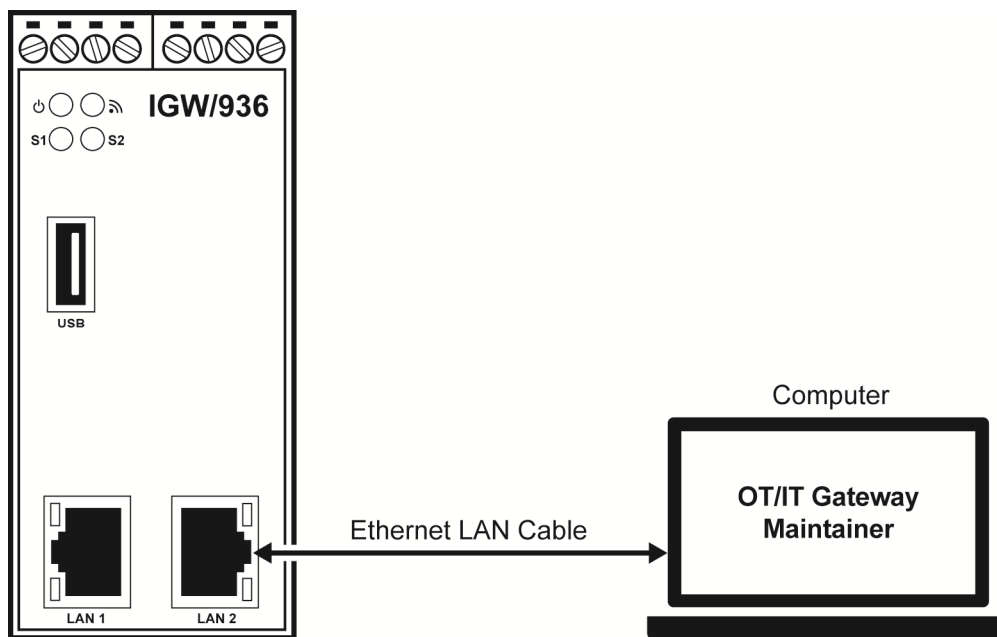 IGW/936
S1
S2
USB
Computer
OT/IT Gateway
Maintainer
Ethernet LAN Cable
LAN 1
LAN 2